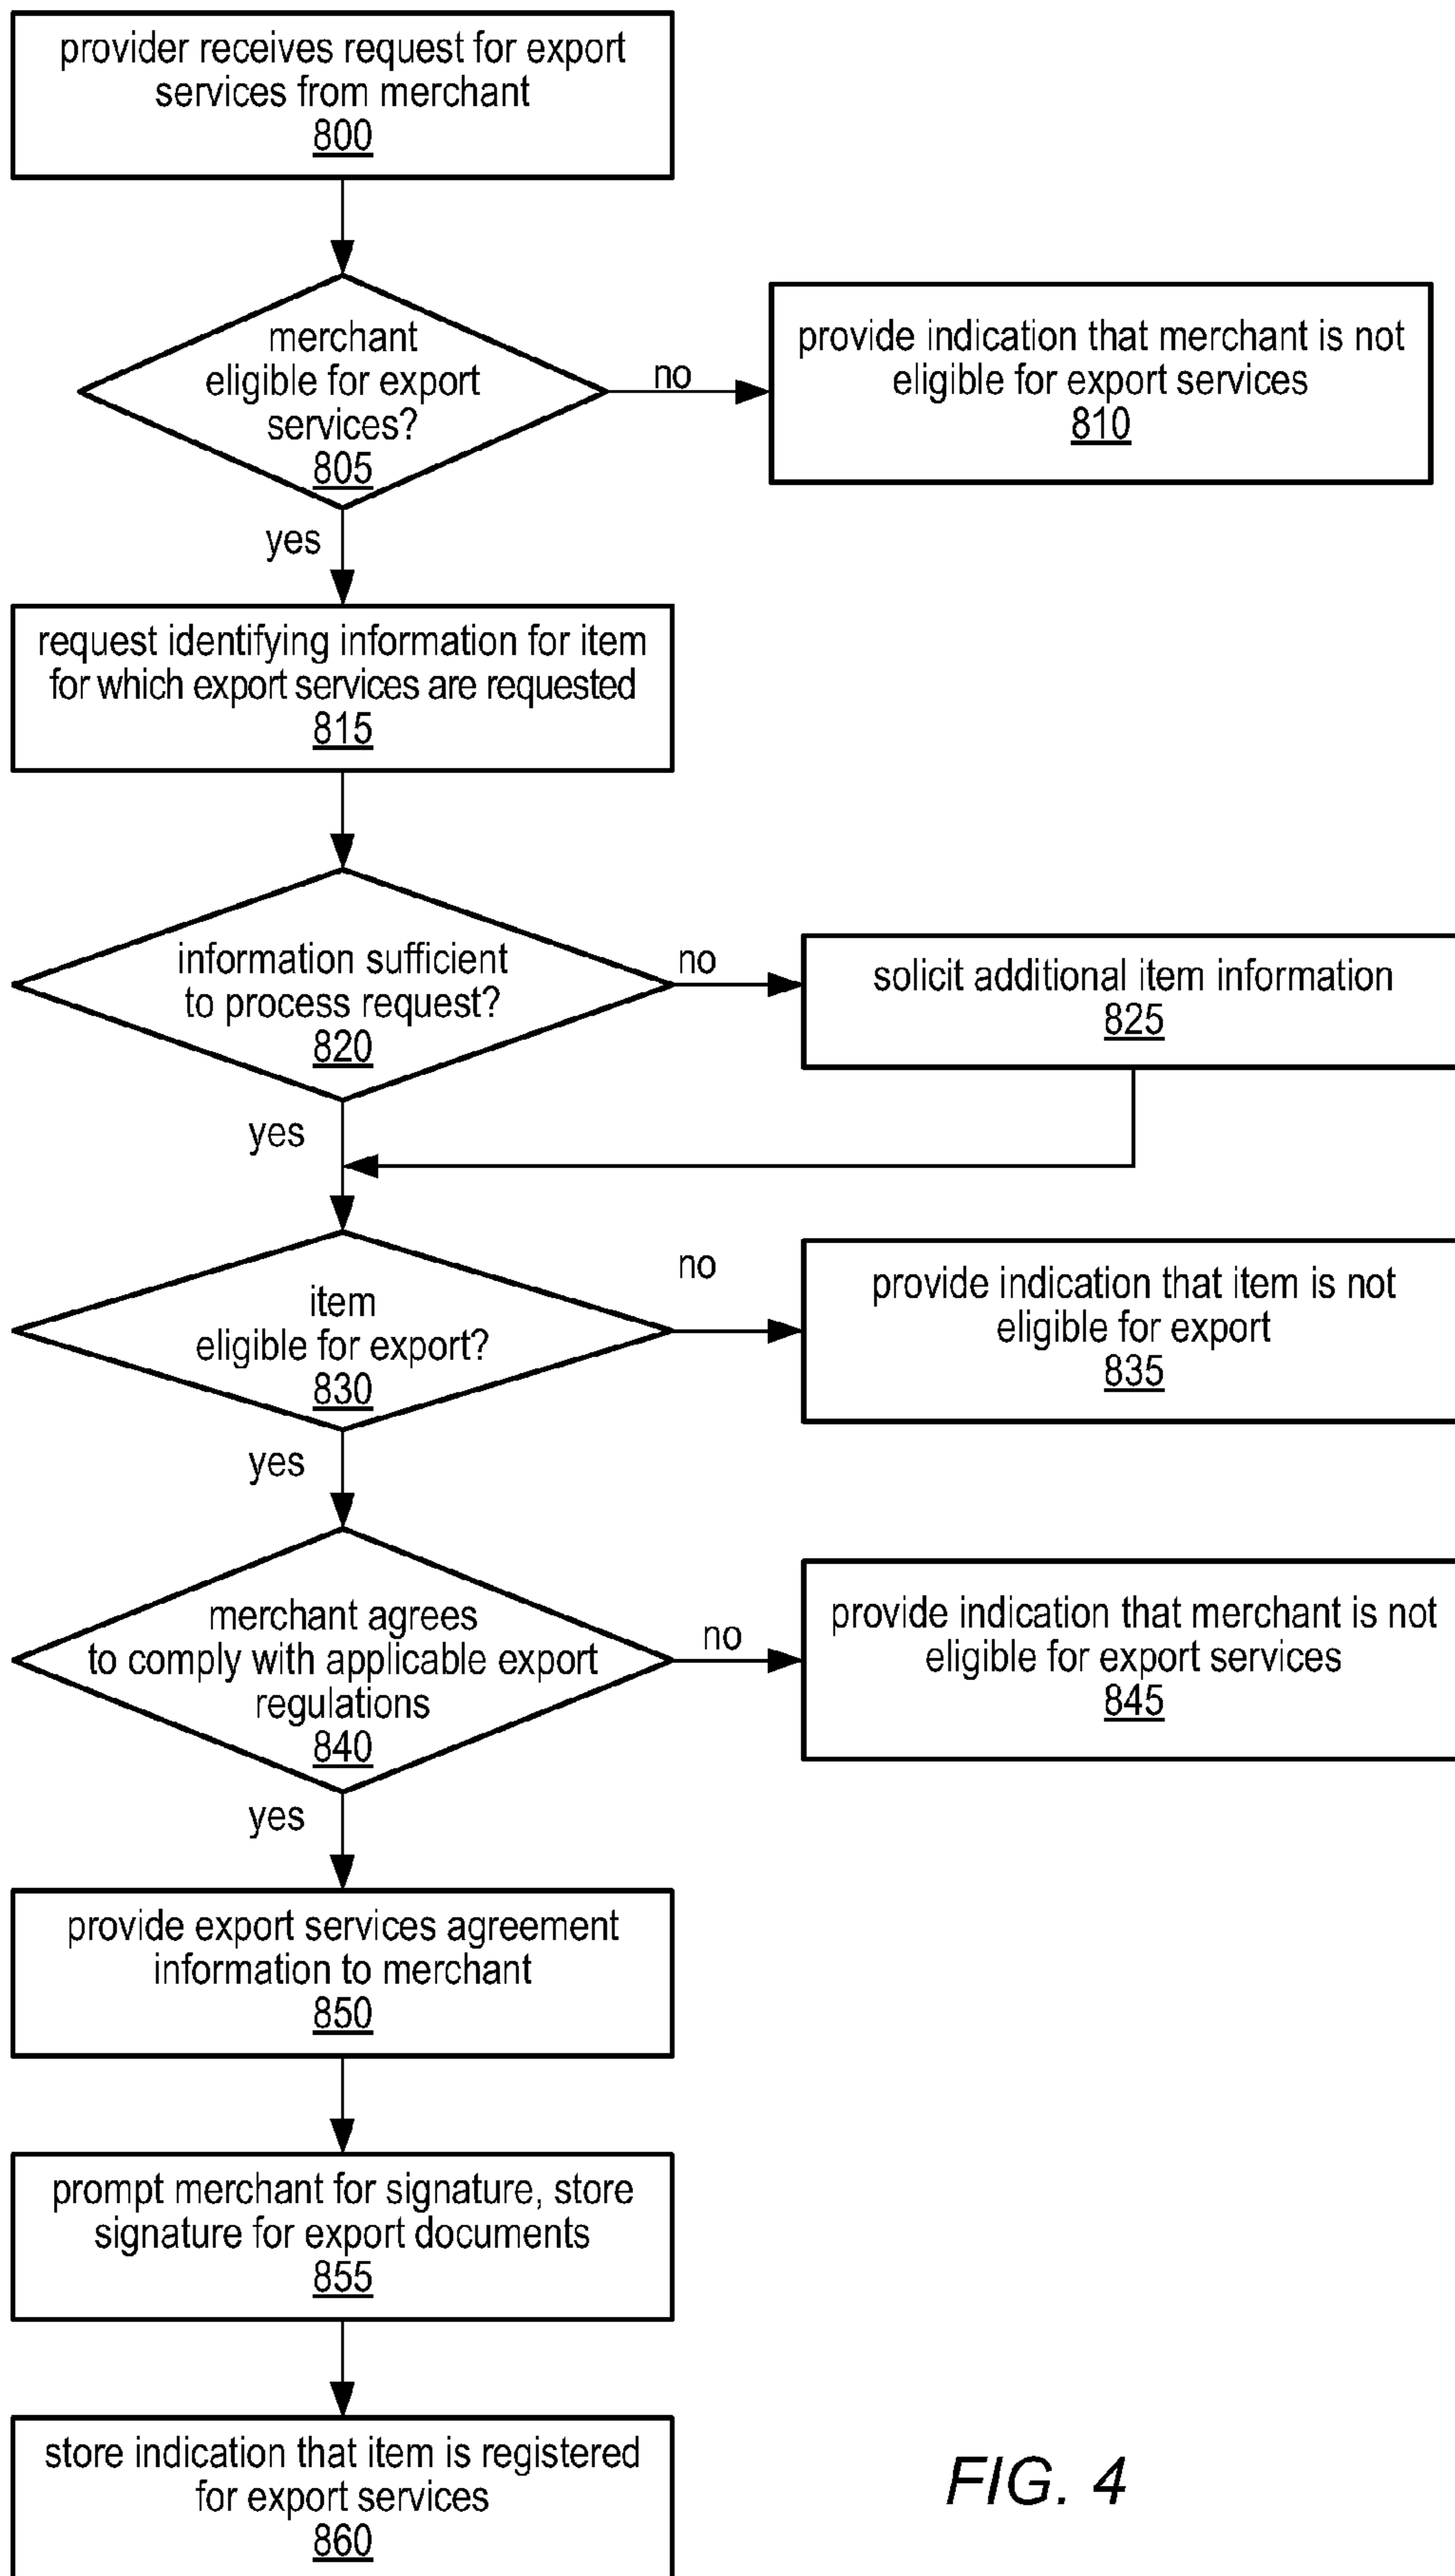 provider receives request for export
services from merchant
800
merchant
eligible for export
services?
805
no
provide indication that merchant is not
eligible for export services
810
yes
request identifying information for item
for which export services are requested
815
information sufficient
to process request?
820
no
solicit additional item information
825
yes
item
eligible for export?
830
no
provide indication that item is not
eligible for export
835
yes
merchant agrees
to comply with applicable export
regulations
840
no
provide indication that merchant is not
eligible for export services
845
yes
provide export services agreement
information to merchant
850
prompt merchant for signature, store
signature for export documents
855
store indication that item is registered
for export services
860
FIG. 4